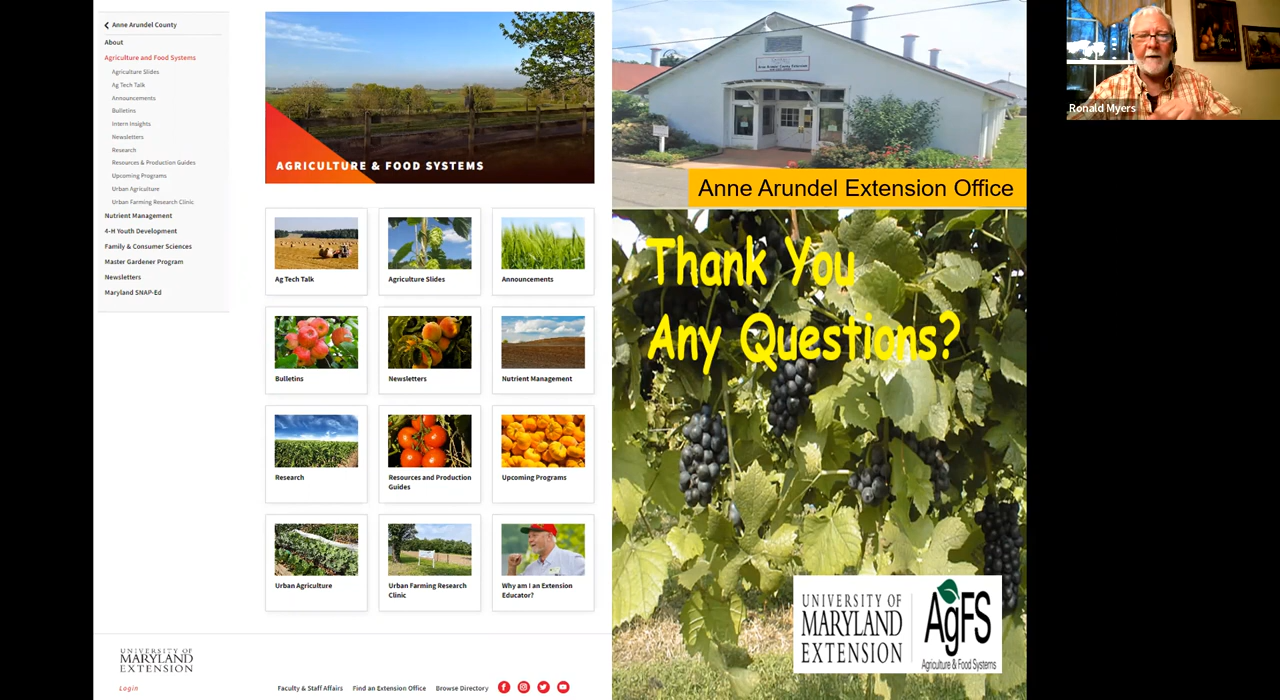 Anne Arundel County
About
Agriculture and Food Systems
Agriculture Slides
Ag Tech Talk
Announcements
Bulletins
Intern Insights
Newsletters
Research
Resources & Production Guides
Upcoming Programs
Urban Agriculture
Urban Farming Research Clinic
Nutrient Management
4-H Youth Development
Family & Consumer Sciences
Master Gardener Program
Newsletters
Maryland SNAP-Ed
AGRICULTURE & FOOD SYSTEMS
Ag Tech Talk
Agriculture Slides
Announcements
Bulletins
Newsletters
Nutrient Management
Research
Resources and Production
Guides
Upcoming Programs
Urban Agriculture
Urban Farming Research
Clinic
Why am I an Extension
Educator?
UNIVERSITY OF
MARYLAND
EXTENSION
Login
Faculty & Staff Affairs
Find an Extension Office
Browse Directory
Anne Arundel Extension Office
Thank You
Any Questions?
UNIVERSITY OF
MARYLAND
EXTENSION
AgFS
Agriculture & Food Systems
Ronald Myers